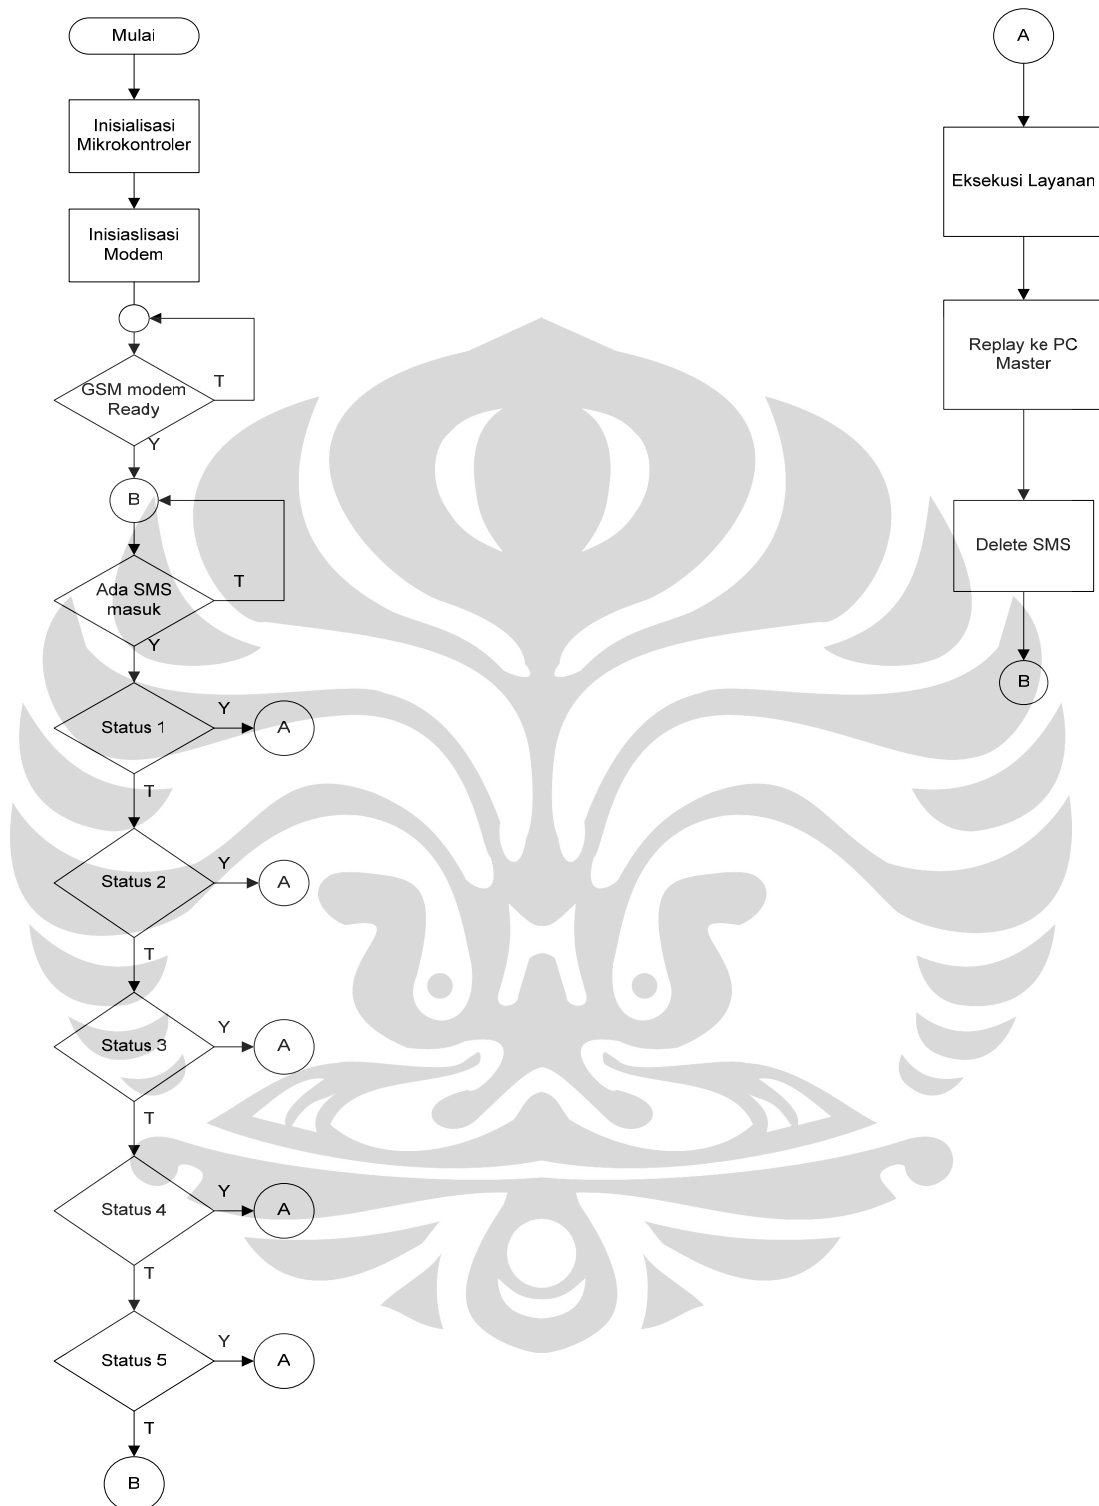 Mulai
Inisialisasi
Mikrokontroler
Inisiaslisasi
Modem
GSM modem
Ready
T
Y
B
Ada SMS
masuk
T
Y
Status 1
Y
A
T
Status 2
Y
A
T
Status 3
Y
A
T
Status 4
Y
A
T
Status 5
Y
A
T
B
A
Eksekusi Layanan
Replay ke PC
Master
Delete SMS
B